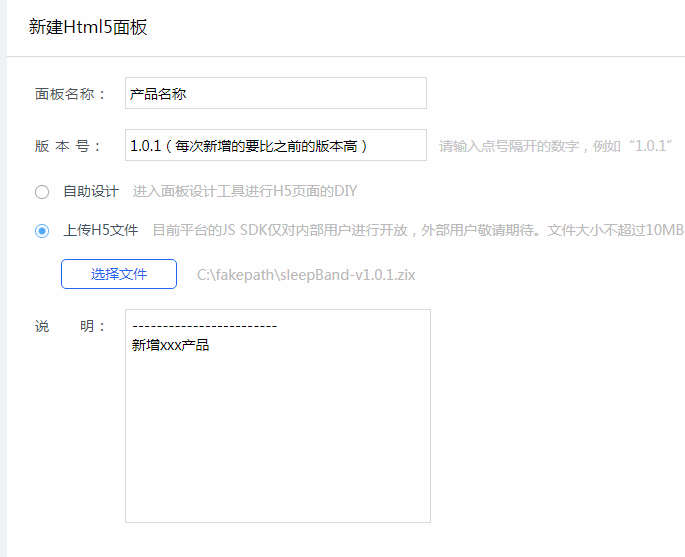 新建Html5面板
面板名称： 产品名称
版 本 号： 1.0.1（每次新增的要比之前的版本高） 请输入点号隔开的数字，例如“1.0.1”
自助设计 进入面板设计工具进行H5页面的DIY
上传H5文件 目前平台的JS SDK仅对内部用户进行开放，外部用户敬请期待。文件大小不超过10MB
选择文件 C:\fakepath\sleepBand-v1.0.1.zix
说 明： ------------------------
新增xxx产品